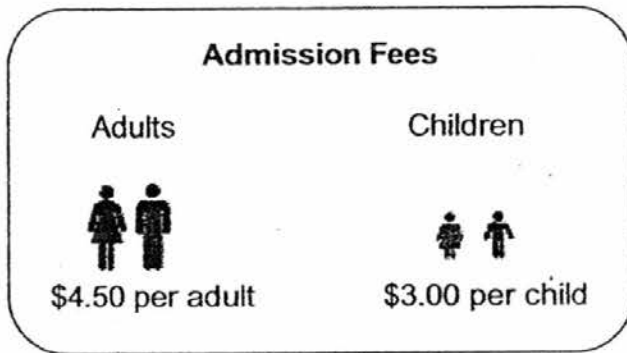 Admission Fees
Adults Children
$4.50 per adult $3.00 per child